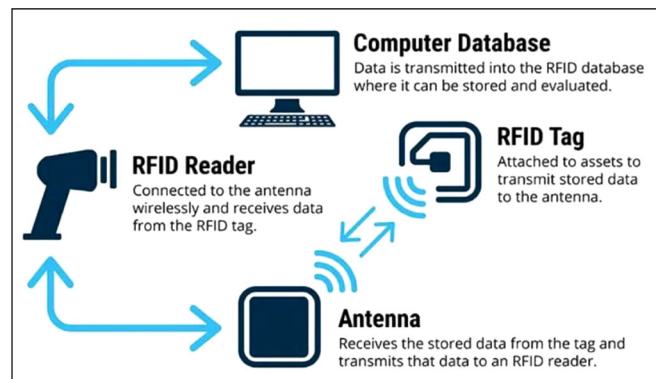 Computer Database
Data is transmitted into the RFID database
where it can be stored and evaluated.
RFID Tag
Attached to assets to
transmit stored data
to the antenna.
RFID Reader
Connected to the antenna
wirelessly and receives data
from the RFID tag.
Antenna
Receives the stored data from the tag and
transmits that data to an RFID reader.